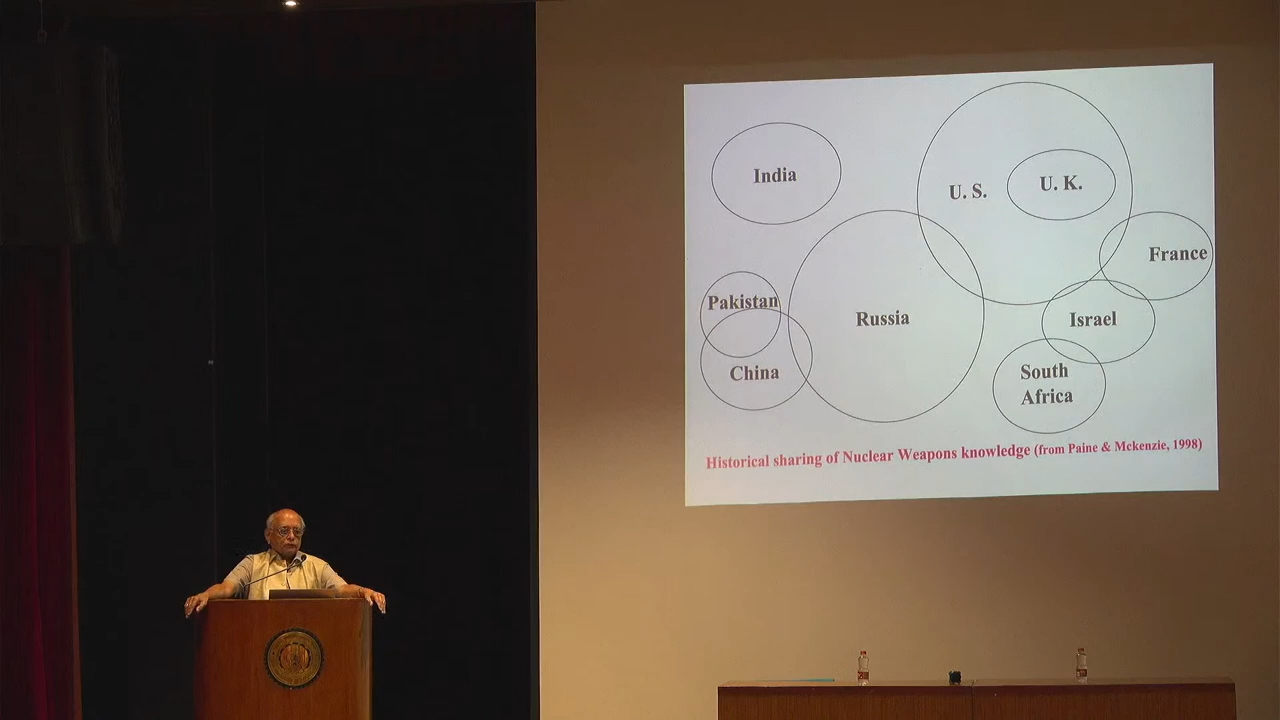 India
U. S.
U. K.
France
Pakistan
Russia
Israel
China
South
Africa
Historical sharing of Nuclear Weapons knowledge (from Paine & Mckenzie, 1998)